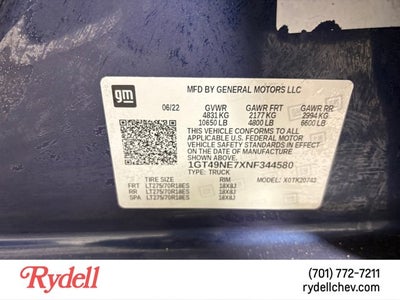 gm
MFD BY GENERAL MOTORS LLC
06/22 GVWR GAWR FRT GAWR RR
4831 KG 2177 KG 2994 KG
10650 LB 4800 LB 6600 LB
THIS VEHICLE CONFORMS TO ALL
APPLICABLE U.S. FEDERAL MOTOR
VEHICLE SAFETY STANDARDS IN
EFFECT ON THE DATE OF
MANUFACTURE SHOWN ABOVE.
1GT49NE7XNF344580
TYPE: TRUCK
TIRE SIZE RIM MODEL: X0TK20743
FRT LT275/70R18ES 18X8J
RR LT275/70R18ES 18X8J
SPA LT275/70R18ES 18X8J
Rydell
(701) 772-7211
rydellchev.com